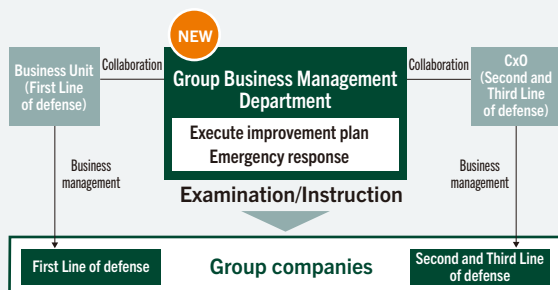 NEW
Business Unit
(First Line
of defense)
Collaboration
Group Business Management
Department
Execute improvement plan
Emergency response
Collaboration
CxO
(Second and
Third Line
of defense)
Business
management
Examination/Instruction
Business
management
First Line of defense
Group companies
Second and Third Line
of defense